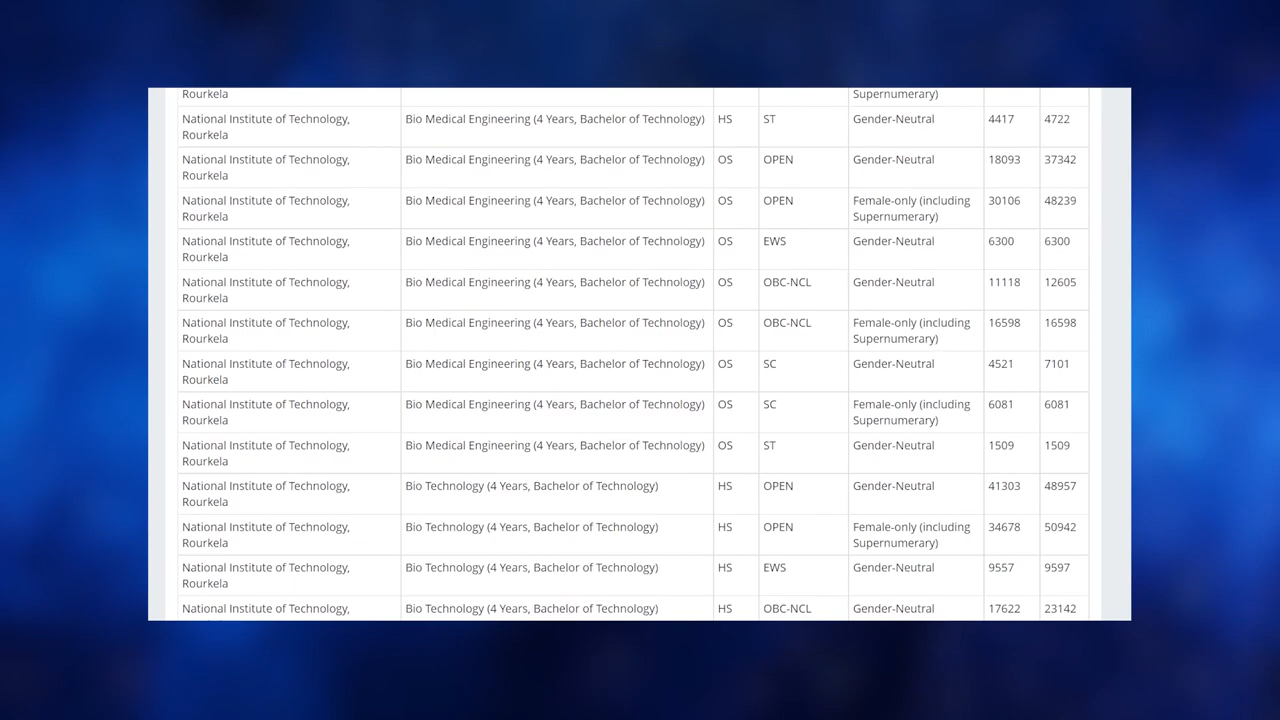 Rourkela Supernumerary)
National Institute of Technology, Bio Medical Engineering (4 Years, Bachelor of Technology) HS ST Gender-Neutral 4417 4722
Rourkela
National Institute of Technology, Bio Medical Engineering (4 Years, Bachelor of Technology) OS OPEN Gender-Neutral 18093 37342
Rourkela
National Institute of Technology, Bio Medical Engineering (4 Years, Bachelor of Technology) OS OPEN Female-only (including 30106 48239
Rourkela Supernumerary)
National Institute of Technology, Bio Medical Engineering (4 Years, Bachelor of Technology) OS EWS Gender-Neutral 6300 6300
Rourkela
National Institute of Technology, Bio Medical Engineering (4 Years, Bachelor of Technology) OS OBC-NCL Gender-Neutral 11118 12605
Rourkela
National Institute of Technology, Bio Medical Engineering (4 Years, Bachelor of Technology) OS OBC-NCL Female-only (including 16598 16598
Rourkela Supernumerary)
National Institute of Technology, Bio Medical Engineering (4 Years, Bachelor of Technology) OS SC Gender-Neutral 4521 7101
Rourkela
National Institute of Technology, Bio Medical Engineering (4 Years, Bachelor of Technology) OS SC Female-only (including 6081 6081
Rourkela Supernumerary)
National Institute of Technology, Bio Medical Engineering (4 Years, Bachelor of Technology) OS ST Gender-Neutral 1509 1509
Rourkela
National Institute of Technology, Bio Technology (4 Years, Bachelor of Technology) HS OPEN Gender-Neutral 41303 48957
Rourkela
National Institute of Technology, Bio Technology (4 Years, Bachelor of Technology) HS OPEN Female-only (including 34678 50942
Rourkela Supernumerary)
National Institute of Technology, Bio Technology (4 Years, Bachelor of Technology) HS EWS Gender-Neutral 9557 9597
Rourkela
National Institute of Technology, Bio Technology (4 Years, Bachelor of Technology) HS OBC-NCL Gender-Neutral 17622 23142